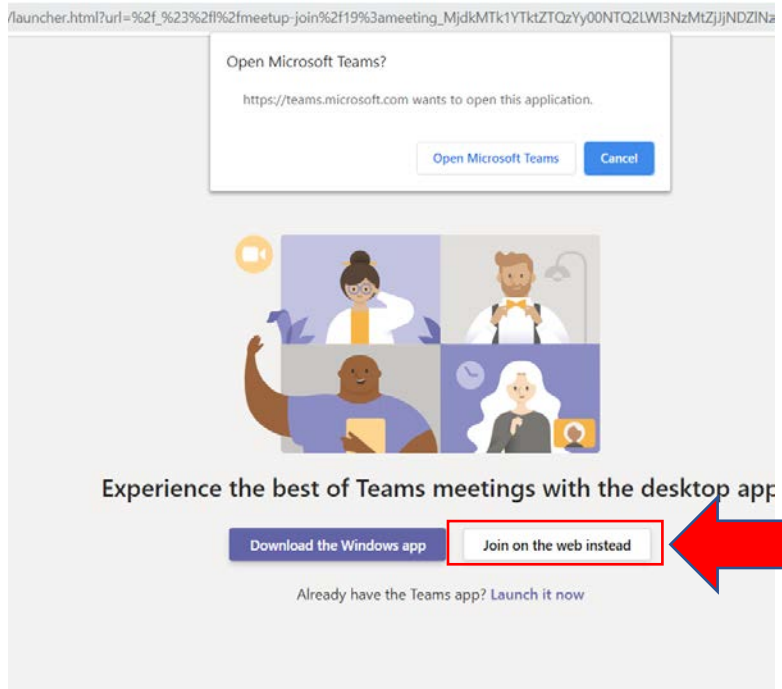 /launcher.html?url=%2f_%23%2fl%2fmeetup-join%2f19%3ameeting_MjdkMTk1YTktZTQzYy00NTQ2LWI3NzMtZjJjNDZlNz
Open Microsoft Teams?
https://teams.microsoft.com wants to open this application.
Open Microsoft Teams Cancel
Experience the best of Teams meetings with the desktop app
Download the Windows app Join on the web instead
Already have the Teams app? Launch it now